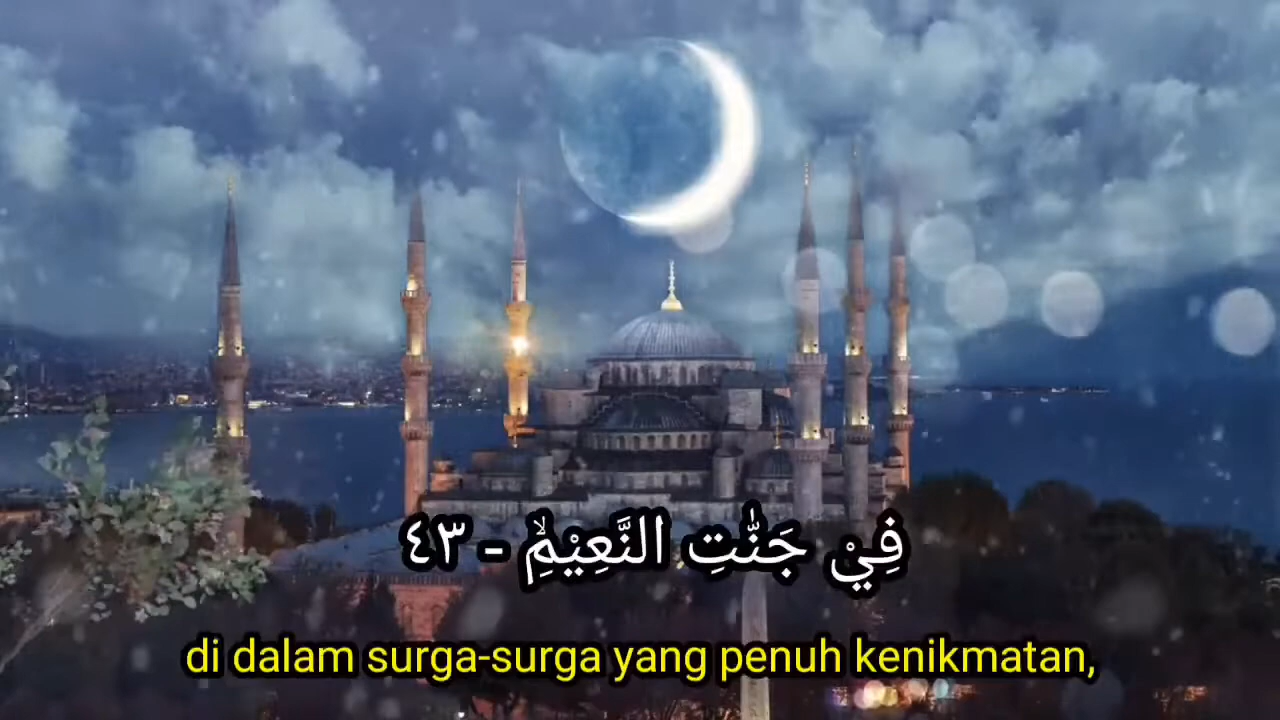 فِيْ جَنّٰتِ النَّعِيْمِۙ - ٤٣
di dalam surga-surga yang penuh kenikmatan,